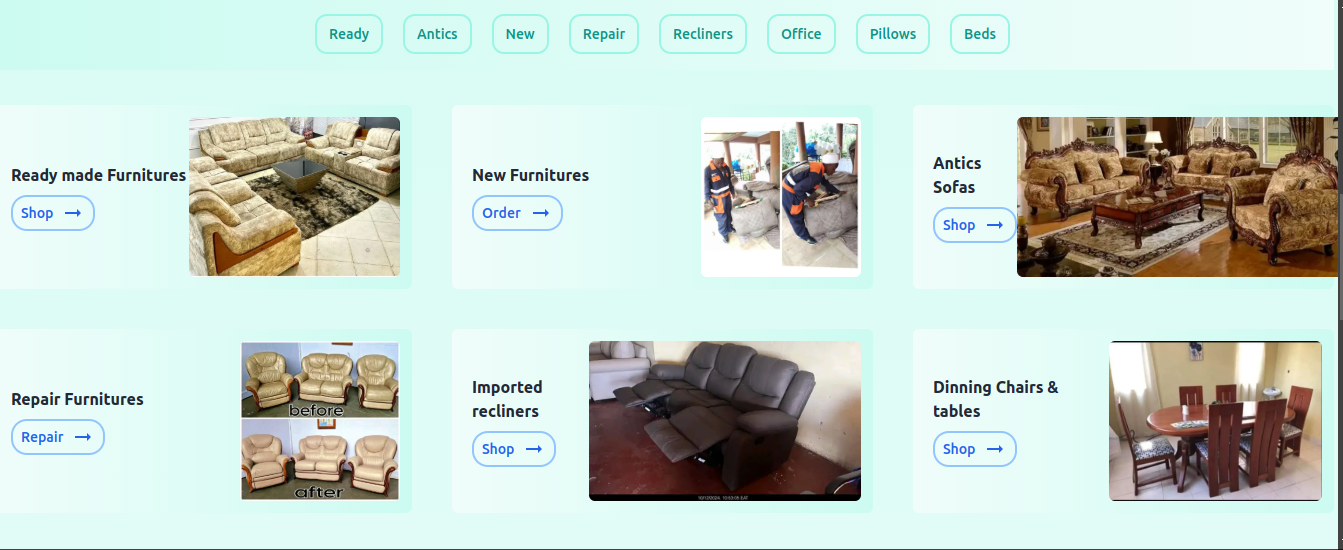 Ready
Antics
New
Repair
Recliners
Office
Pillows
Beds
Ready made Furnitures
Shop →
New Furnitures
Order →
Antics
Sofas
Shop →
Repair Furnitures
Repair →
before
after
Imported
recliners
Shop →
Dinning Chairs &
tables
Shop →